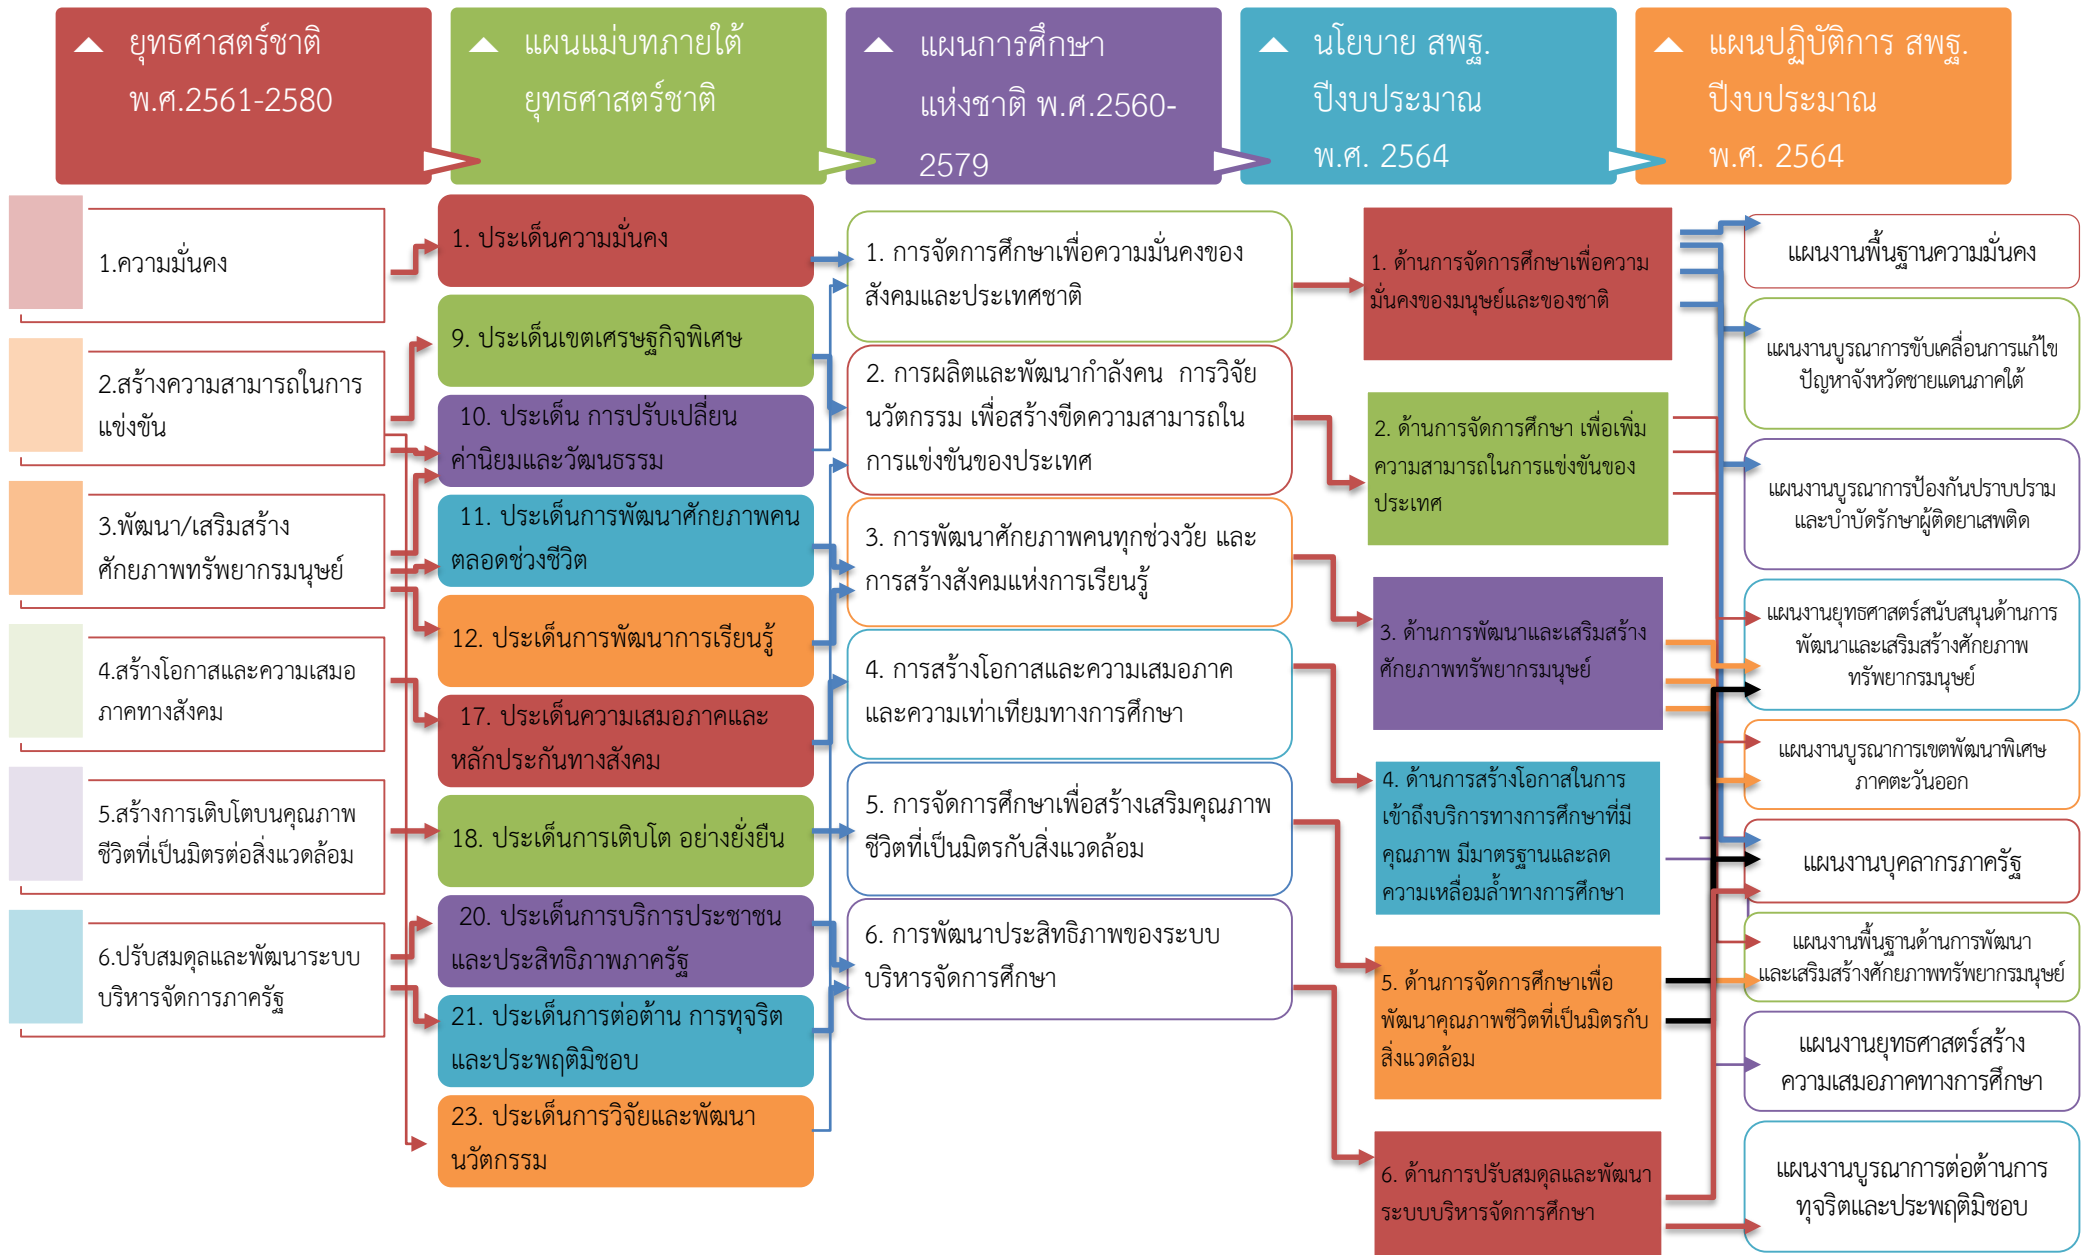 ยุทธศาสตร์ชาติ
พ.ศ.2561-2580
แผนแม่บทภายใต้
ยุทธศาสตร์ชาติ
แผนการศึกษา
แห่งชาติ พ.ศ.2560-
2579
นโยบาย สพฐ.
ปีงบประมาณ
พ.ศ. 2564
แผนปฏิบัติการ สพฐ.
ปีงบประมาณ
พ.ศ. 2564
1.ความมั่นคง
2.สร้างความสามารถในการ
แข่งขัน
3.พัฒนา/เสริมสร้าง
ศักยภาพทรัพยากรมนุษย์
4.สร้างโอกาสและความเสมอ
ภาคทางสังคม
5.สร้างการเติบโตบนคุณภาพ
ชีวิตที่เป็นมิตรต่อสิ่งแวดล้อม
6.ปรับสมดุลและพัฒนาระบบ
บริหารจัดการภาครัฐ
1. ประเด็นความมั่นคง
9. ประเด็นเขตเศรษฐกิจพิเศษ
10. ประเด็น การปรับเปลี่ยน
ค่านิยมและวัฒนธรรม
11. ประเด็นการพัฒนาศักยภาพคน
ตลอดช่วงชีวิต
12. ประเด็นการพัฒนาการเรียนรู้
17. ประเด็นความเสมอภาคและ
หลักประกันทางสังคม
18. ประเด็นการเติบโต อย่างยั่งยืน
20. ประเด็นการบริการประชาชน
และประสิทธิภาพภาครัฐ
21. ประเด็นการต่อต้าน การทุจริต
และประพฤติมิชอบ
23. ประเด็นการวิจัยและพัฒนา
นวัตกรรม
1. การจัดการศึกษาเพื่อความมั่นคงของ
สังคมและประเทศชาติ
2. การผลิตและพัฒนากำลังคน การวิจัย
นวัตกรรม เพื่อสร้างขีดความสามารถใน
การแข่งขันของประเทศ
3. การพัฒนาศักยภาพคนทุกช่วงวัย และ
การสร้างสังคมแห่งการเรียนรู้
4. การสร้างโอกาสและความเสมอภาค
และความเท่าเทียมทางการศึกษา
5. การจัดการศึกษาเพื่อสร้างเสริมคุณภาพ
ชีวิตที่เป็นมิตรกับสิ่งแวดล้อม
6. การพัฒนาประสิทธิภาพของระบบ
บริหารจัดการศึกษา
1. ด้านการจัดการศึกษาเพื่อความ
มั่นคงของมนุษย์และของชาติ
2. ด้านการจัดการศึกษา เพื่อเพิ่ม
ความสามารถในการแข่งขันของ
ประเทศ
3. ด้านการพัฒนาและเสริมสร้าง
ศักยภาพทรัพยากรมนุษย์
4. ด้านการสร้างโอกาสในการ
เข้าถึงบริการทางการศึกษาที่มี
คุณภาพ มีมาตรฐานและลด
ความเหลื่อมล้ำทางการศึกษา
5. ด้านการจัดการศึกษาเพื่อ
พัฒนาคุณภาพชีวิตที่เป็นมิตรกับ
สิ่งแวดล้อม
6. ด้านการปรับสมดุลและพัฒนา
ระบบบริหารจัดการศึกษา
แผนงานพื้นฐานความมั่นคง
แผนงานบูรณาการขับเคลื่อนการแก้ไข
ปัญหาจังหวัดชายแดนภาคใต้
แผนงานบูรณาการป้องกันปราบปราม
และบำบัดรักษาผู้ติดยาเสพติด
แผนงานยุทธศาสตร์สนับสนุนด้านการ
พัฒนาและเสริมสร้างศักยภาพ
ทรัพยากรมนุษย์
แผนงานบูรณาการเขตพัฒนาพิเศษ
ภาคตะวันออก
แผนงานบุคลากรภาครัฐ
แผนงานพื้นฐานด้านการพัฒนา
และเสริมสร้างศักยภาพทรัพยากรมนุษย์
แผนงานยุทธศาสตร์สร้าง
ความเสมอภาคทางการศึกษา
แผนงานบูรณาการต่อต้านการ
ทุจริตและประพฤติมิชอบ